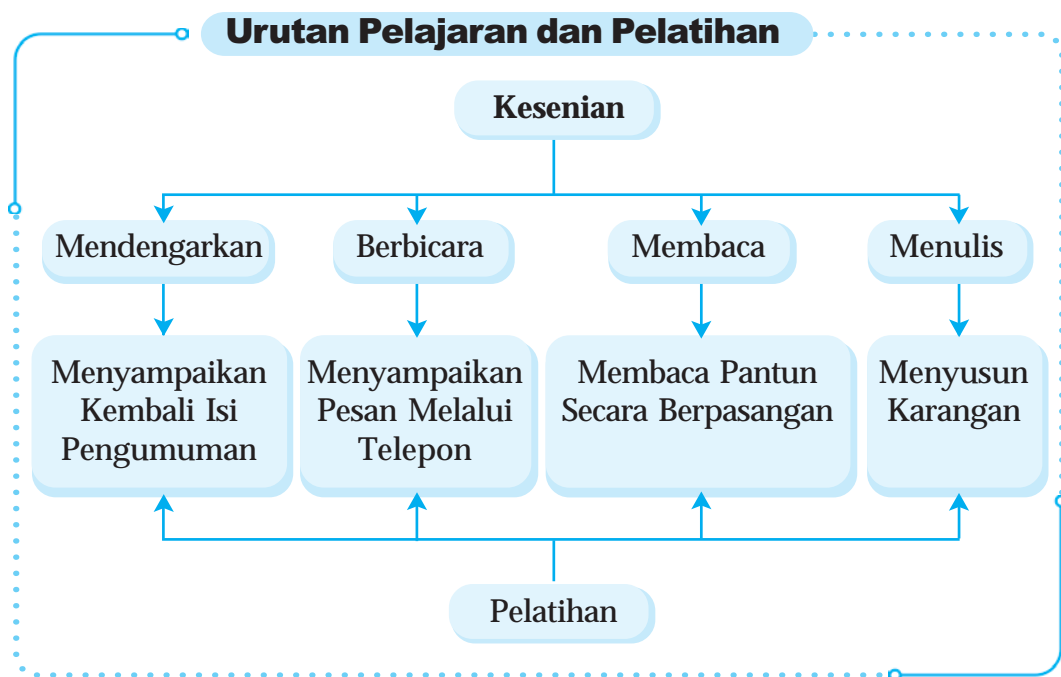 Urutan Pelajaran dan Pelatihan
Kesenian
Mendengarkan
Berbicara
Membaca
Menulis
Menyampaikan
Kembali Isi
Pengumuman
Menyampaikan
Pesan Melalui
Telepon
Membaca Pantun
Secara Berpasangan
Menyusun
Karangan
Pelatihan